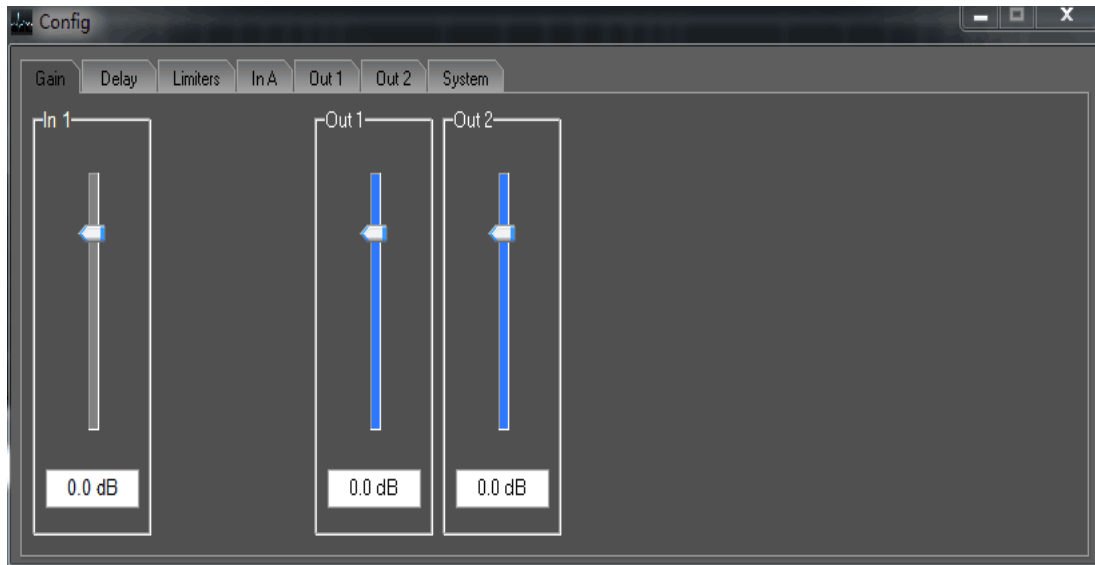 Config
Gain Delay Limiters In A Out 1 Out 2 System
In 1 Out 1 Out 2
0.0 dB 0.0 dB 0.0 dB